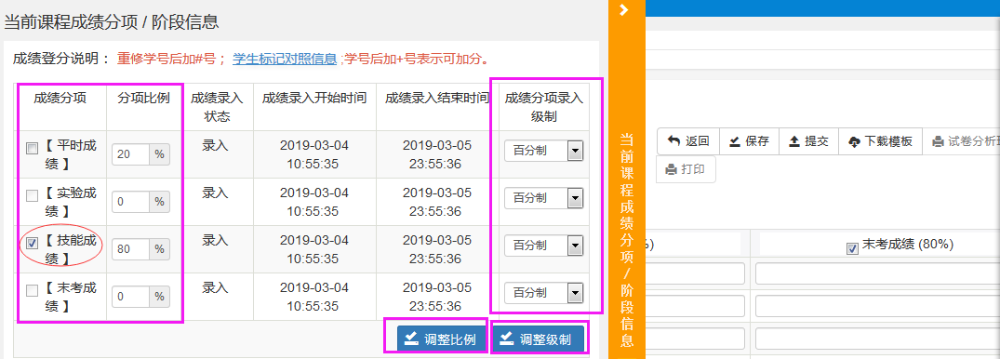 当前课程成绩分项 / 阶段信息
成绩登分说明： 重修学号后加#号； 学生标记对照信息 ;学号后加+号表示可加分。
成绩分项 分项比例 成绩录入状态 成绩录入开始时间 成绩录入结束时间 成绩分项录入级制
【 平时成绩 】 20 % 录入 2019-03-04 10:55:35 2019-03-05 23:55:36 百分制
【 实验成绩 】 0 % 录入 2019-03-04 10:55:35 2019-03-05 23:55:36 百分制
【 技能成绩 】 80 % 录入 2019-03-04 10:55:35 2019-03-05 23:55:36 百分制
【 末考成绩 】 0 % 录入 2019-03-04 10:55:35 2019-03-05 23:55:36 百分制
调整比例 调整级制
当前课程成绩分项/阶段信息
返回 保存 提交 下载模板 试卷分析
打印
%) 末考成绩 (80%)